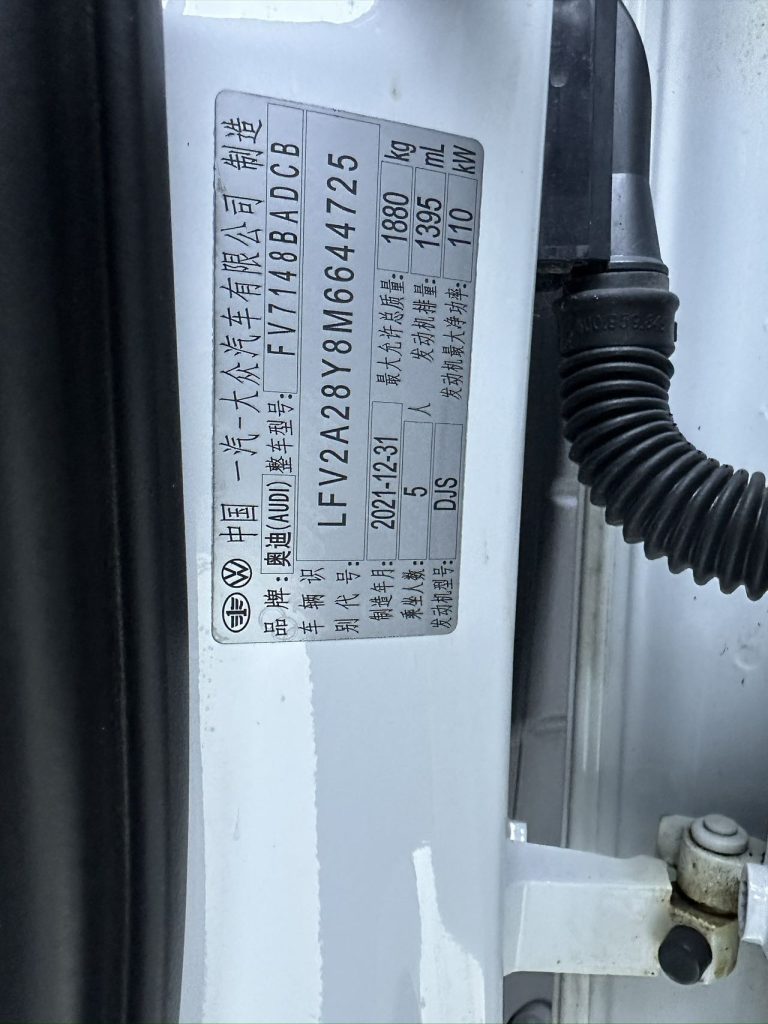 中国 一汽-大众汽车有限公司 制造
品牌:奥迪(AUDI) 整车型号: FV7148BADCB
车辆识别代号: LFV2A28Y8M6644725
制造年月: 2021-12-31 最大允许总质量: 1880 kg
乘坐人数: 5 人 发动机排量: 1395 mL
发动机型号: DJS 发动机最大净功率: 110 kW